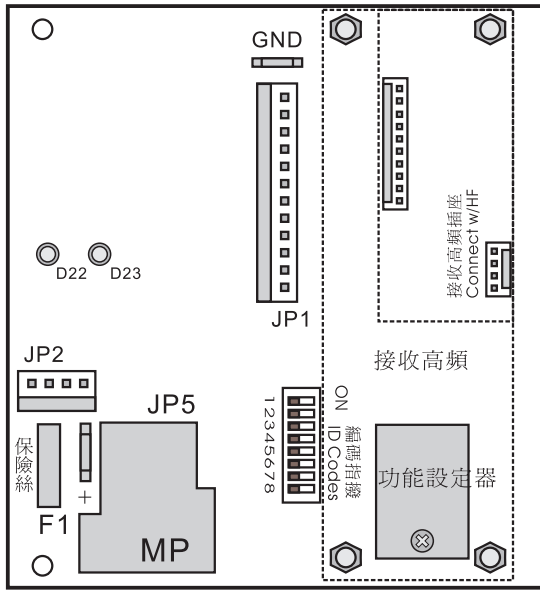 GND
接收高頻插座
Connect w/HF
D22
D23
JP1
JP2
接收高頻
JP5
ON
12345678
編碼指撥
ID Codes
保險絲
+
功能設定器
F1
MP